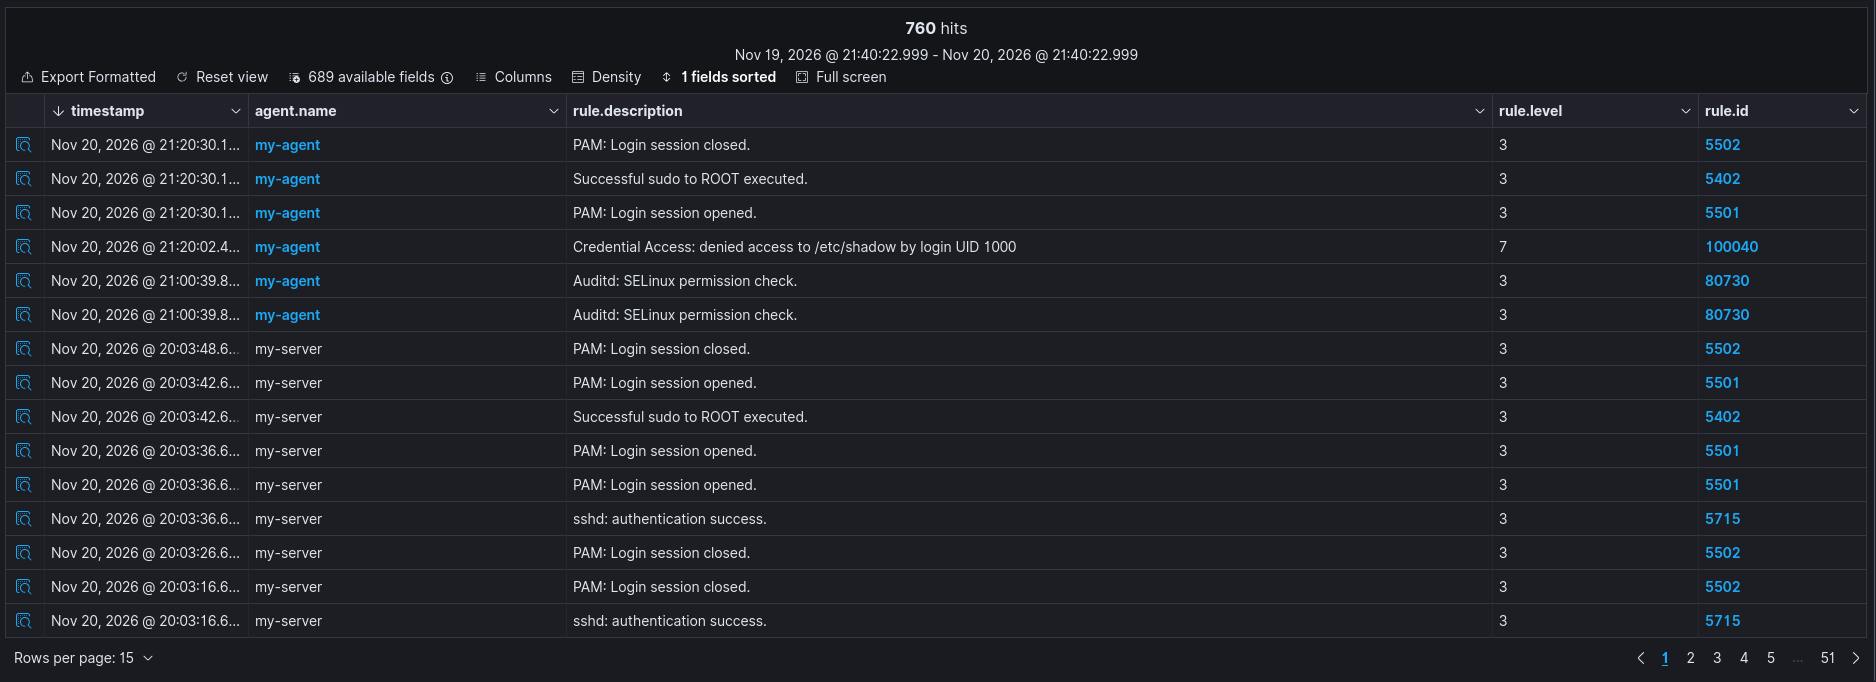 760 hits
Nov 19, 2026 @ 21:40:22.999 - Nov 20, 2026 @ 21:40:22.999
Export Formatted Reset view 689 available fields Columns Density 1 fields sorted Full screen
timestamp agent.name rule.description rule.level rule.id
Nov 20, 2026 @ 21:20:30.1... my-agent PAM: Login session closed. 3 5502
Nov 20, 2026 @ 21:20:30.1... my-agent Successful sudo to ROOT executed. 3 5402
Nov 20, 2026 @ 21:20:30.1... my-agent PAM: Login session opened. 3 5501
Nov 20, 2026 @ 21:20:02.4... my-agent Credential Access: denied access to /etc/shadow by login UID 1000 7 100040
Nov 20, 2026 @ 21:00:39.8... my-agent Auditd: SELinux permission check. 3 80730
Nov 20, 2026 @ 21:00:39.8... my-agent Auditd: SELinux permission check. 3 80730
Nov 20, 2026 @ 20:03:48.6... my-server PAM: Login session closed. 3 5502
Nov 20, 2026 @ 20:03:42.6... my-server PAM: Login session opened. 3 5501
Nov 20, 2026 @ 20:03:42.6... my-server Successful sudo to ROOT executed. 3 5402
Nov 20, 2026 @ 20:03:36.6... my-server PAM: Login session opened. 3 5501
Nov 20, 2026 @ 20:03:36.6... my-server PAM: Login session opened. 3 5501
Nov 20, 2026 @ 20:03:36.6... my-server sshd: authentication success. 3 5715
Nov 20, 2026 @ 20:03:26.6... my-server PAM: Login session closed. 3 5502
Nov 20, 2026 @ 20:03:16.6... my-server PAM: Login session closed. 3 5502
Nov 20, 2026 @ 20:03:16.6... my-server sshd: authentication success. 3 5715
Rows per page: 15 1 2 3 4 5 ... 51